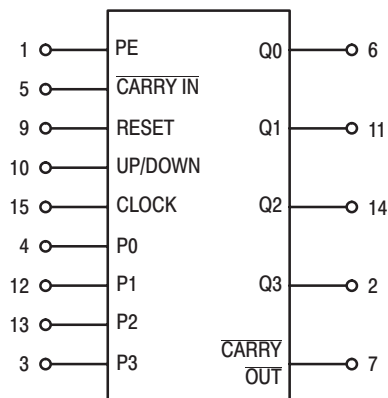 1 PE Q0 6
5 CARRY IN
9 RESET Q1 11
10 UP/DOWN
15 CLOCK Q2 14
4 P0
12 P1 Q3 2
13 P2
CARRY
3 P3 OUT 7